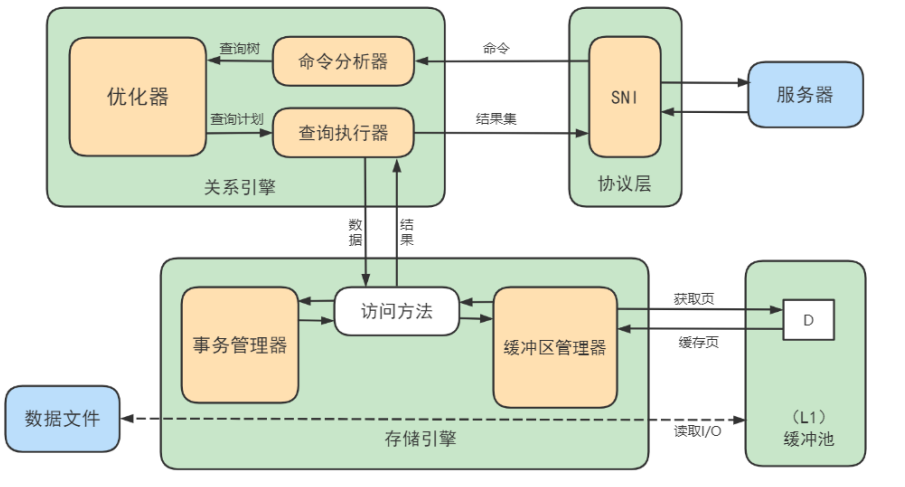 查询树
命令分析器
命令
优化器
SNI
服务器
查询计划
查询执行器
结果集
关系引擎
协议层
数据
结果
事务管理器
访问方法
缓冲区管理器
获取页
D
缓存页
数据文件
存储引擎
读取I/O
（L1）
缓冲池